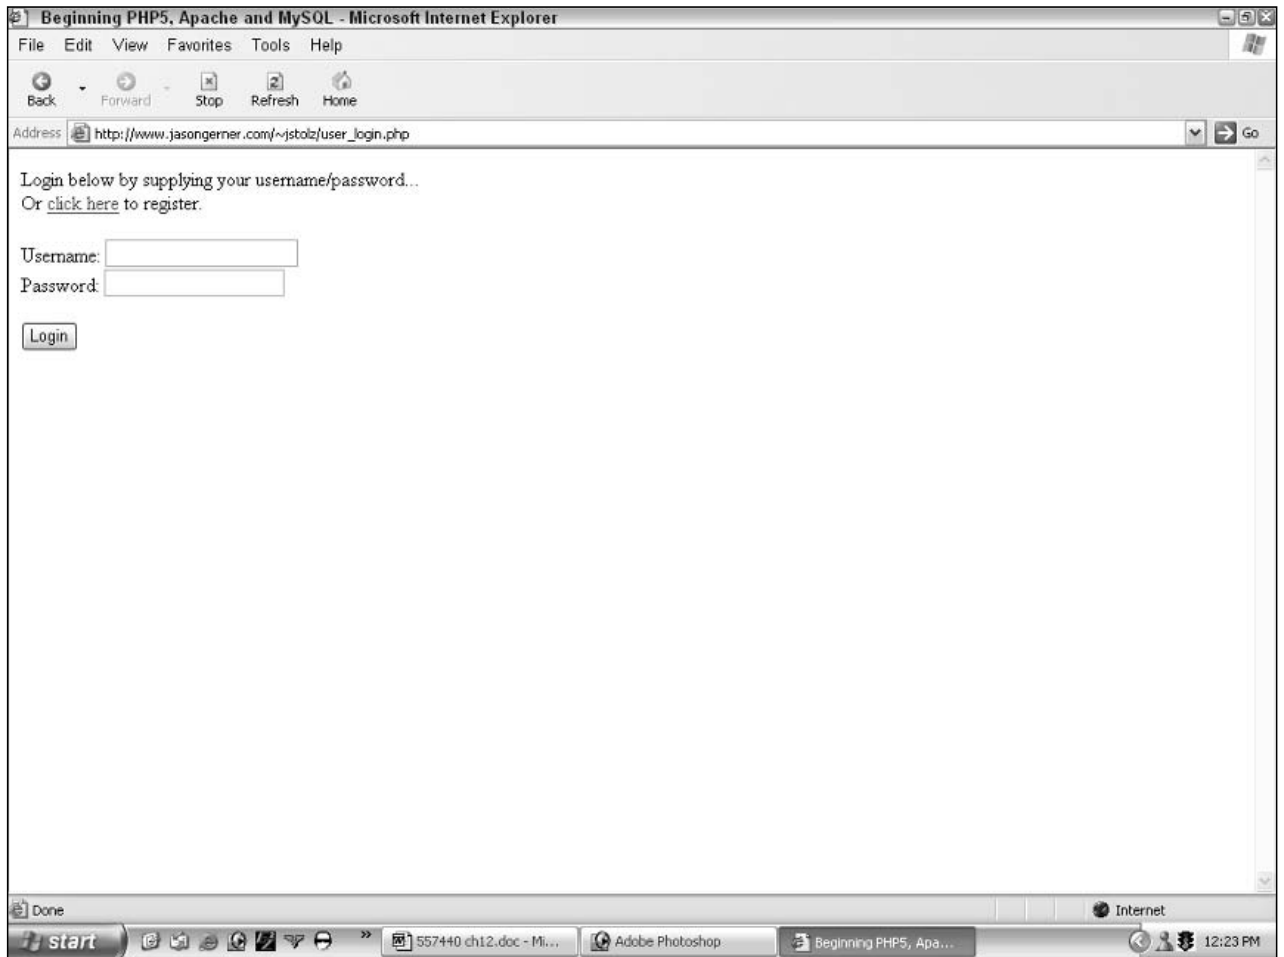 Beginning PHP5, Apache and MySQL - Microsoft Internet Explorer
File Edit View Favorites Tools Help
Back Forward Stop Refresh Home
Address http://www.jasongerner.com/~jstolz/user_login.php Go
Login below by supplying your username/password...
Or click here to register.
Username:
Password:
Login
Done Internet
start » 557440 ch12.doc - Mi... Adobe Photoshop Beginning PHP5, Apa... 12:23 PM